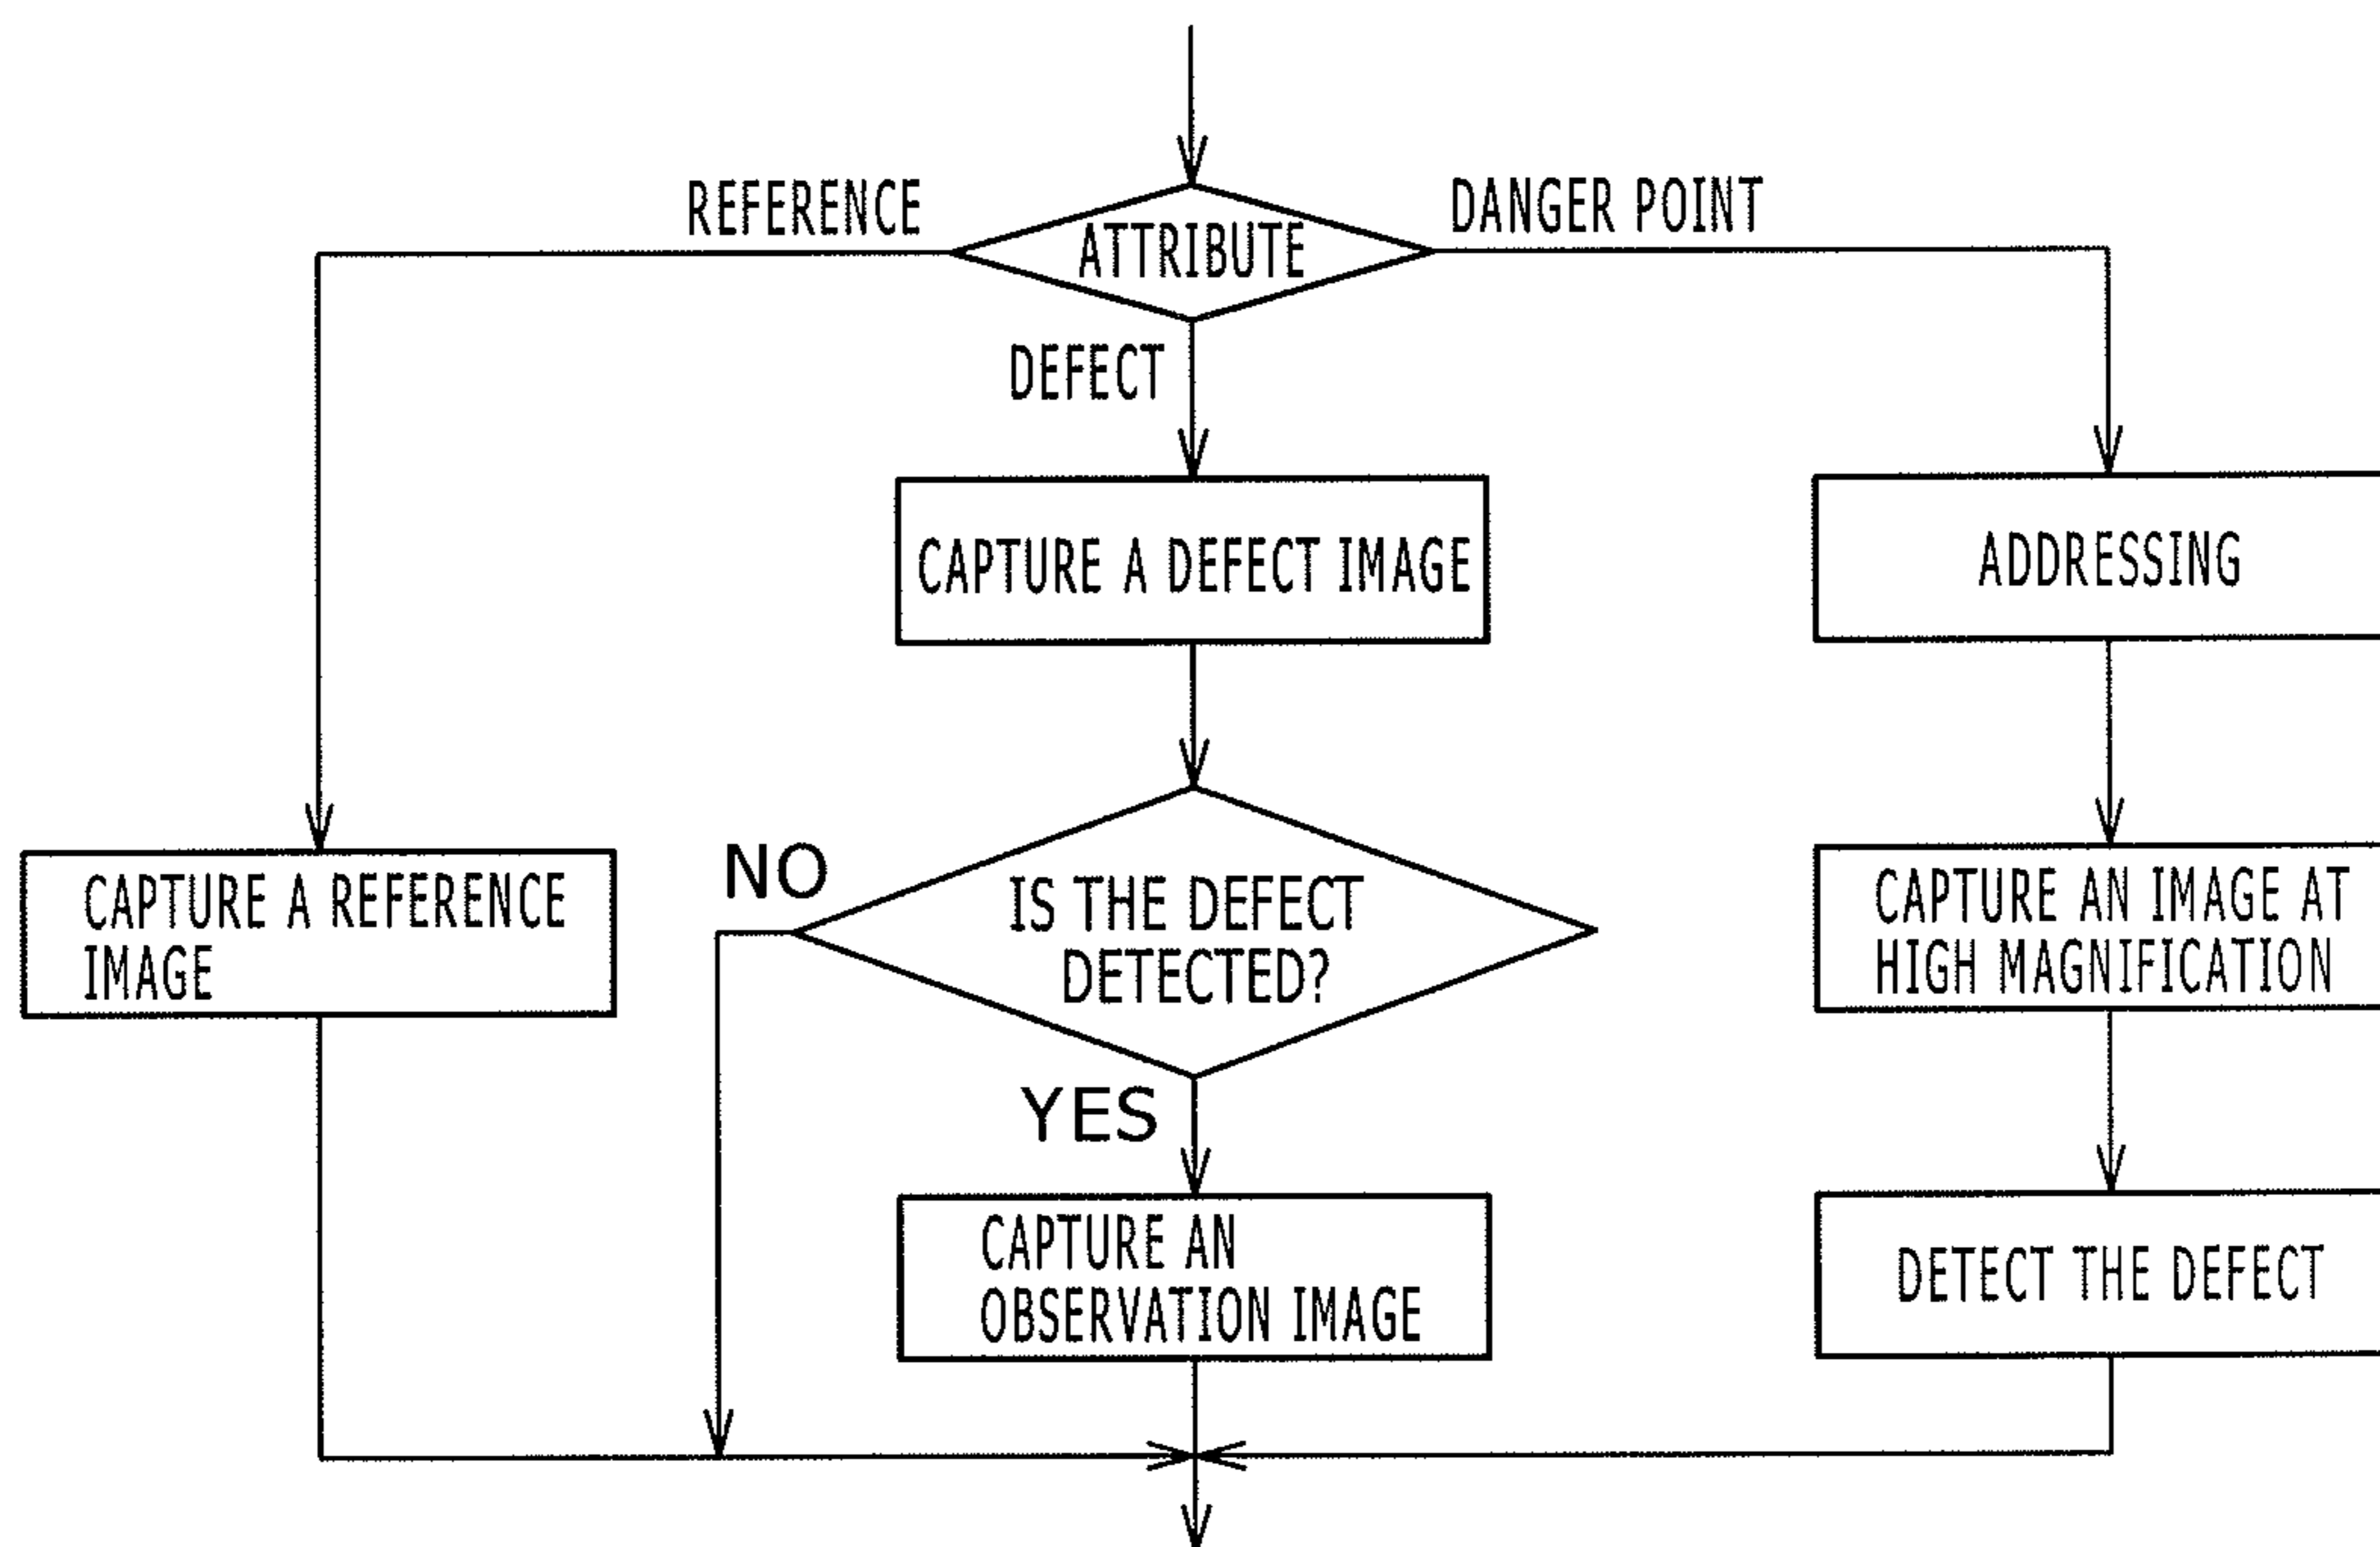 REFERENCE
ATTRIBUTE
DANGER POINT
DEFECT
CAPTURE A DEFECT IMAGE
ADDRESSING
NO
CAPTURE A REFERENCE
IMAGE
IS THE DEFECT
DETECTED?
CAPTURE AN IMAGE AT
HIGH MAGNIFICATION
YES
CAPTURE AN
OBSERVATION IMAGE
DETECT THE DEFECT